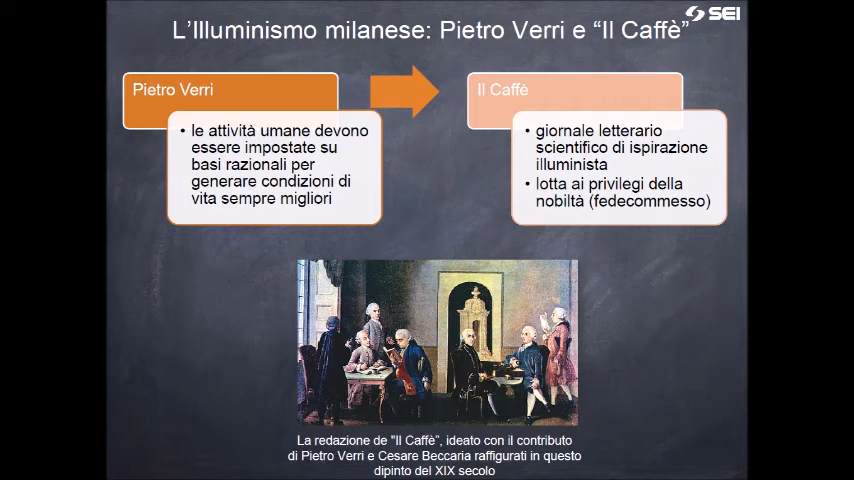 SEI
L'Illuminismo milanese: Pietro Verri e “Il Caffè”
Pietro Verri
• le attività umane devono
essere impostate su
basi razionali per
generare condizioni di
vita sempre migliori
Il Caffè
• giornale letterario
scientifico di ispirazione
illuminista
• lotta ai privilegi della
nobiltà (fedecommesso)
La redazione de "Il Caffè”, ideato con il contributo
di Pietro Verri e Cesare Beccaria raffigurati in questo
dipinto del XIX secolo